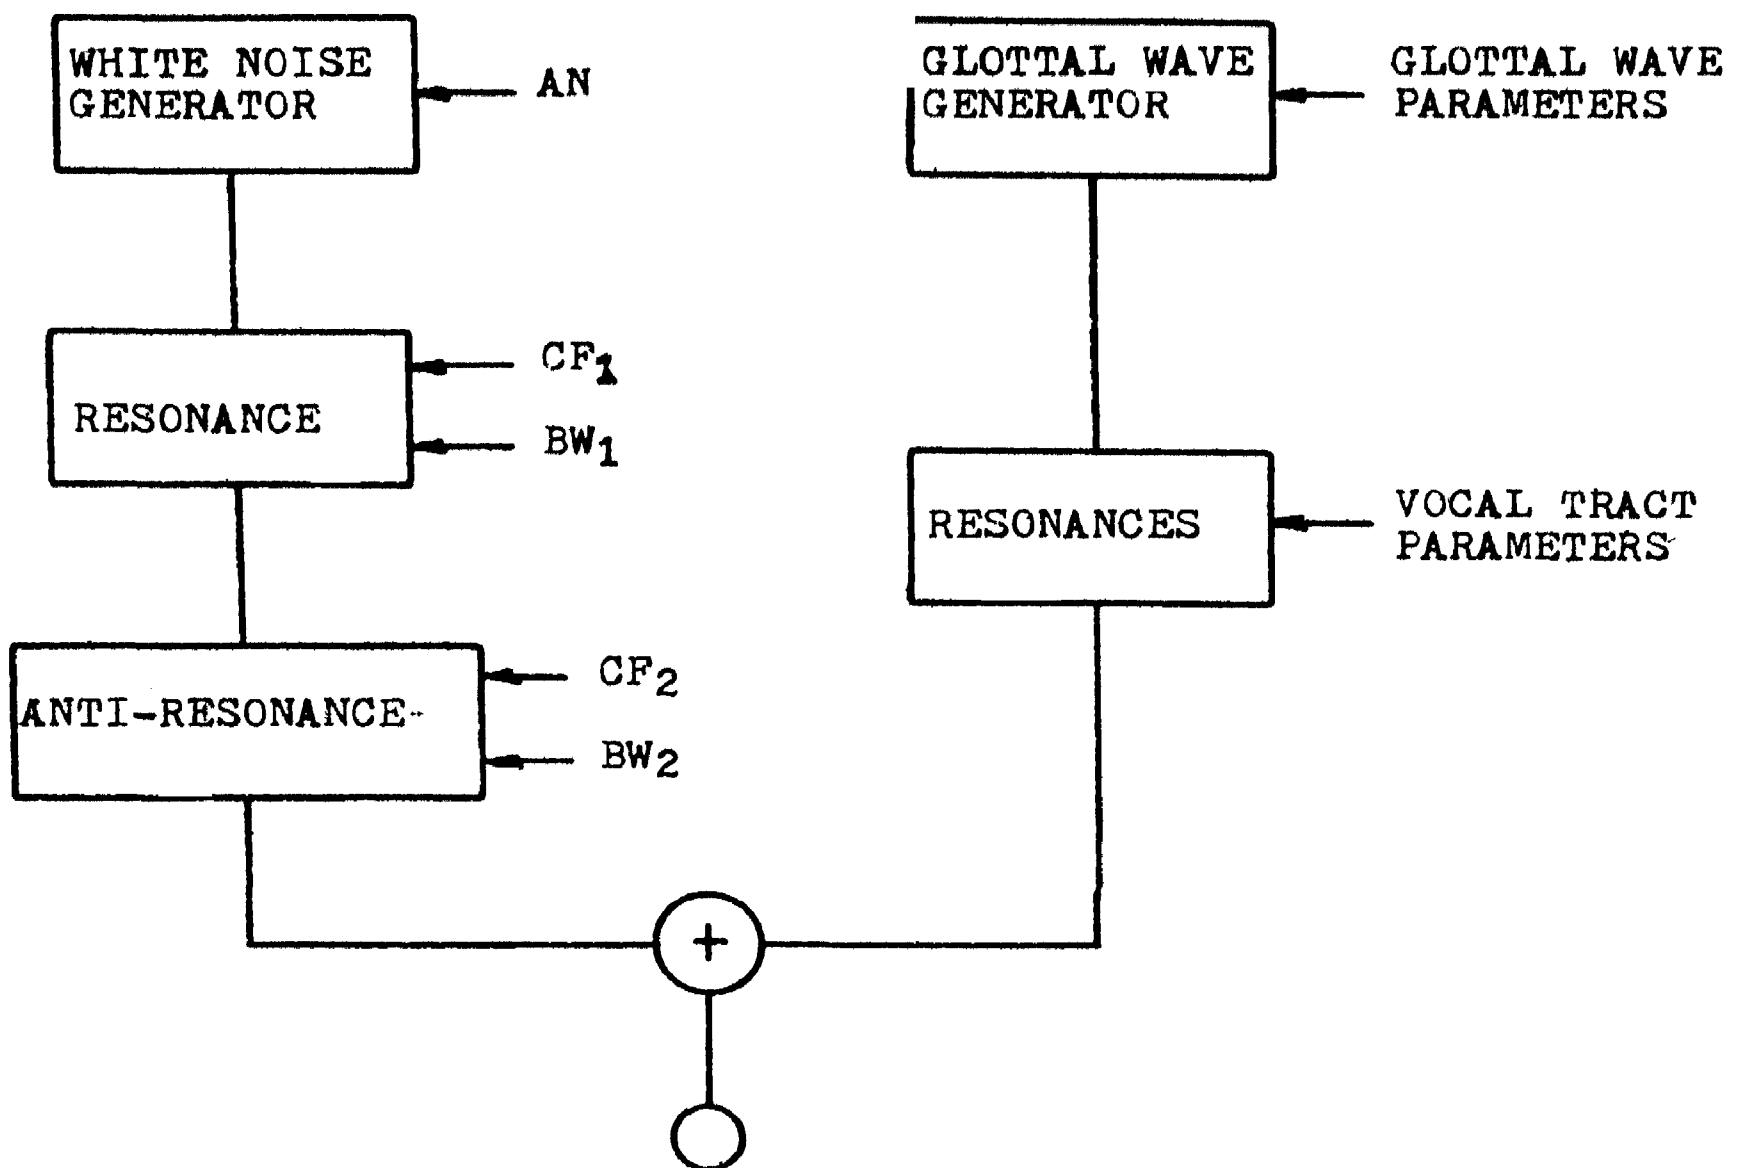 WHITE NOISE
GENERATOR
AN
GLOTTAL WAVE
GENERATOR
GLOTTAL WAVE
PARAMETERS
CF1
RESONANCE
BW1
RESONANCES
VOCAL TRACT
PARAMETERS
CF2
ANTI-RESONANCE
BW2
+